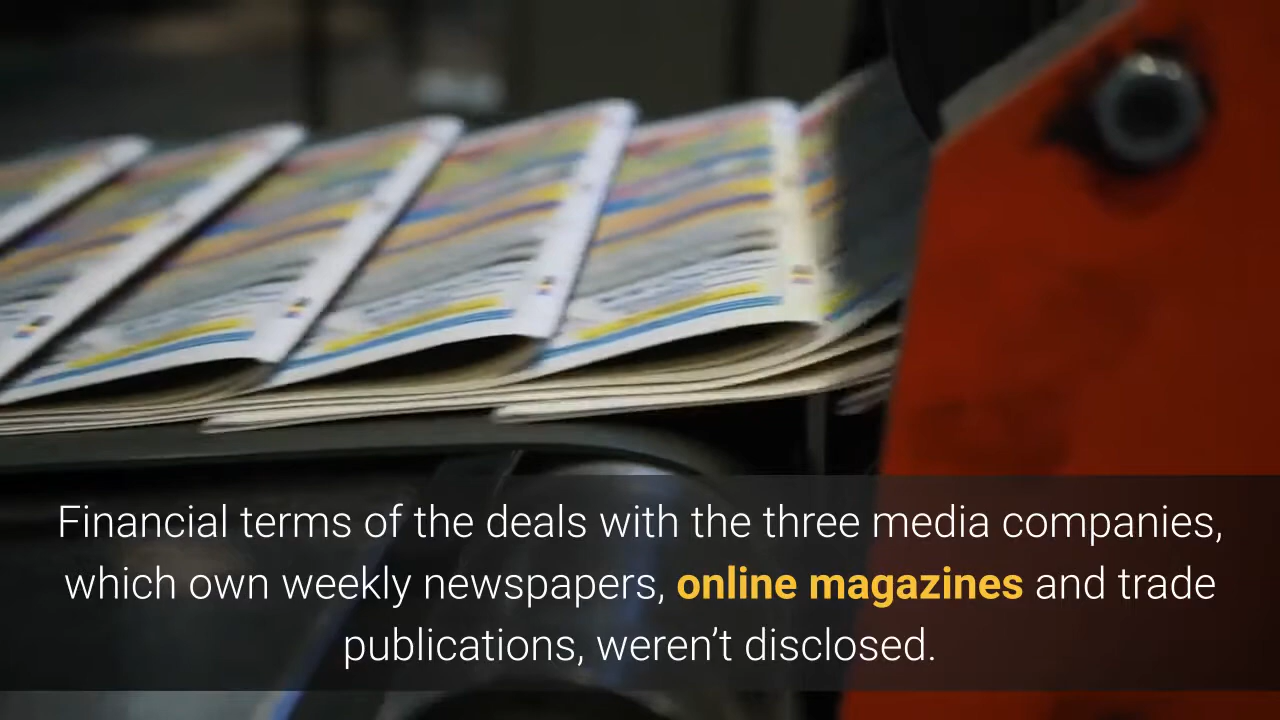 Financial terms of the deals with the three media companies,
which own weekly newspapers, online magazines and trade
publications, weren’t disclosed.